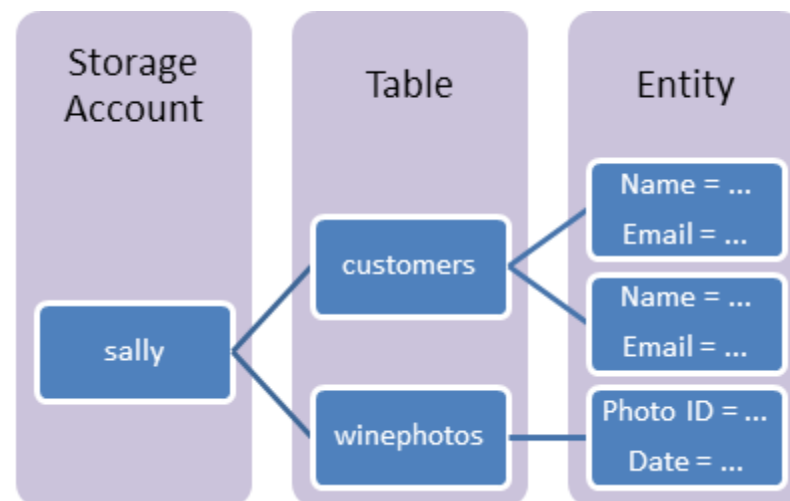 Storage
Account
Table
Entity
sally
customers
winephotos
Name = ...
Email = ...
Name = ...
Email = ...
Photo ID = ...
Date = ...